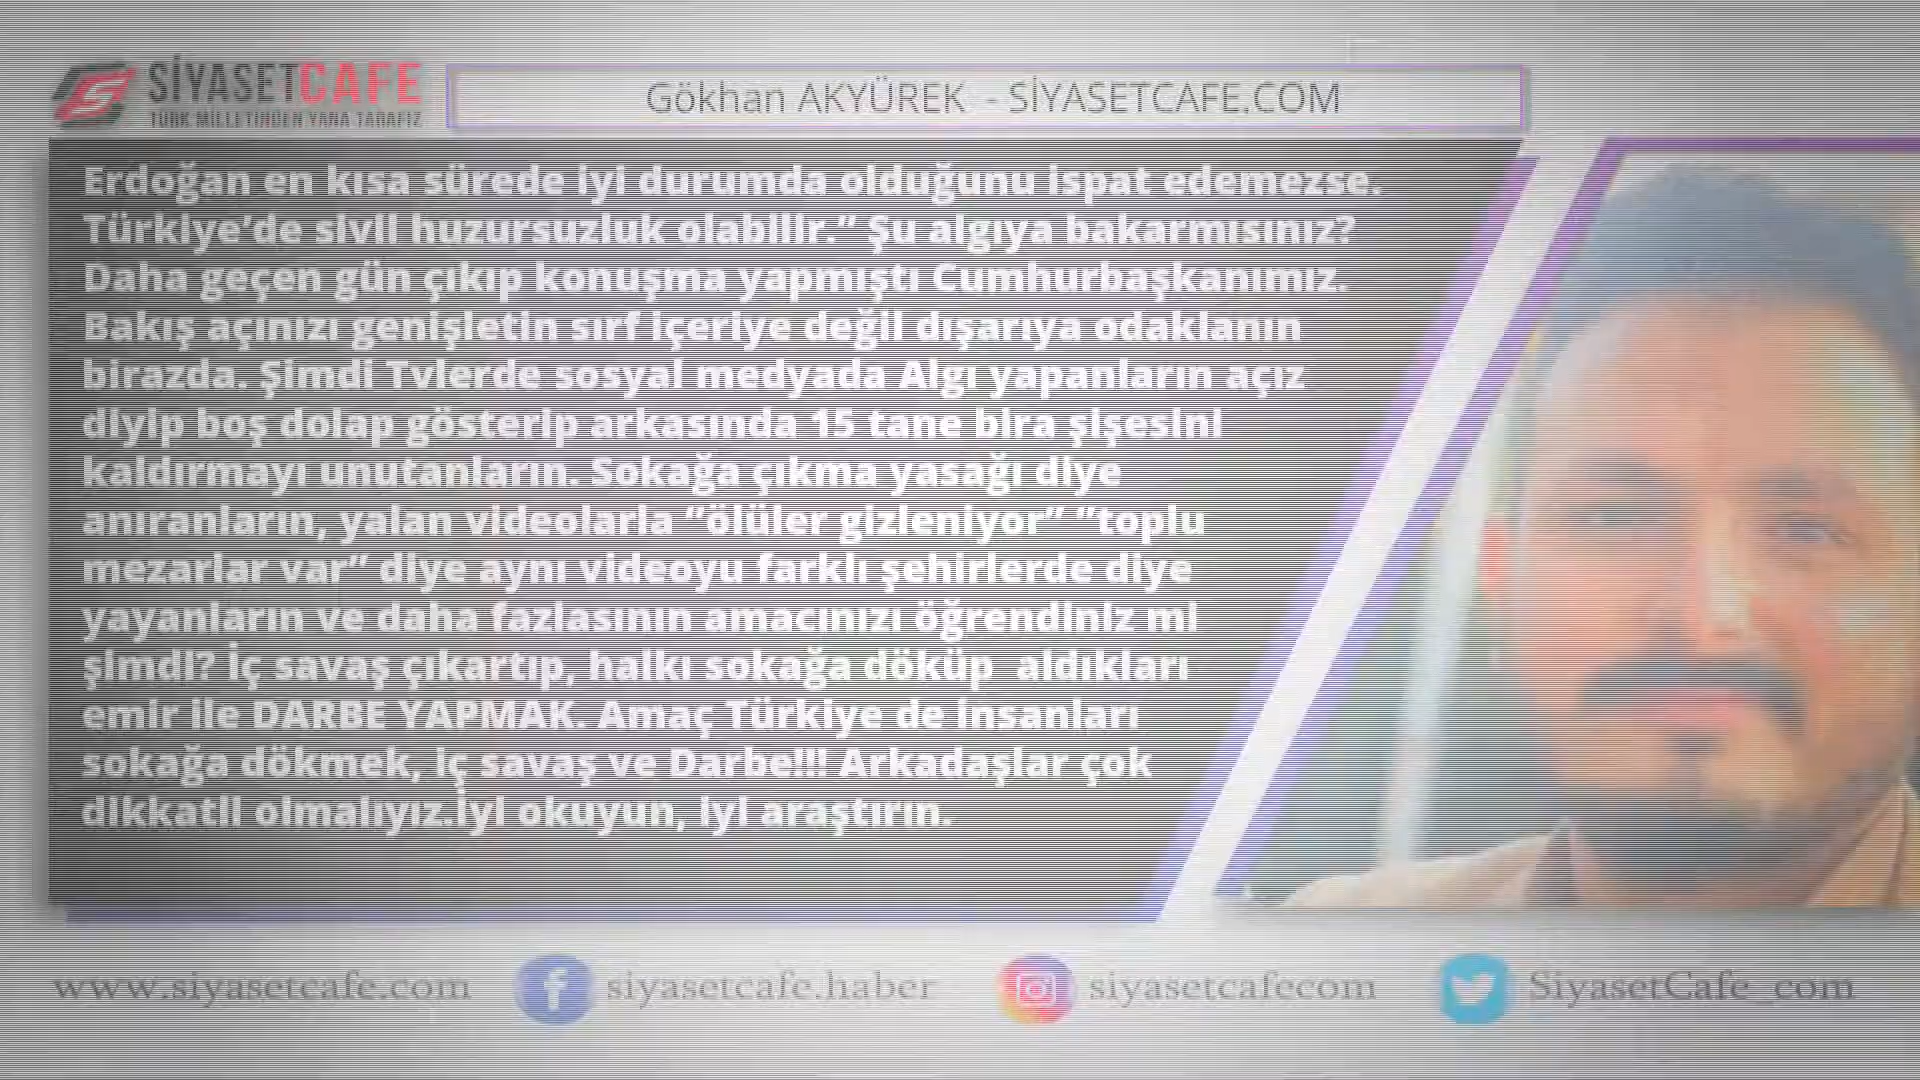 SİYASETCAFE
TÜRK MİLLETİNDEN YANA TARAFIZ
Gökhan AKYÜREK - SİYASETCAFE.COM
Erdoğan en kısa sürede iyi durumda olduğunu ispat edemezse.
Türkiye’de sivil huzursuzluk olabilir.” Şu algıya bakarmısınız?
Daha geçen gün çıkıp konuşma yapmıştı Cumhurbaşkanımız.
Bakış açınızı genişletin sırf içeriye değil dışarıya odaklanın
birazda. Şimdi Tvlerde sosyal medyada Algı yapanların açız
diyip boş dolap gösterip arkasında 15 tane bira şişesini
kaldırmayı unutanların. Sokağa çıkma yasağı diye
anıranların, yalan videolarla “ölüler gizleniyor” “toplu
mezarlar var” diye aynı videoyu farklı şehirlerde diye
yayanların ve daha fazlasının amacınızı öğrendiniz mi
şimdi? İç savaş çıkartıp, halkı sokağa döküp aldıkları
emir ile DARBE YAPMAK. Amaç Türkiye de insanları
sokağa dökmek, iç savaş ve Darbe!!! Arkadaşlar çok
dikkatli olmalıyız.İyi okuyun, iyi araştırın.
www.siyasetcafe.com
siyasetcafe.haber
siyasetcafecom
SiyasetCafe_com